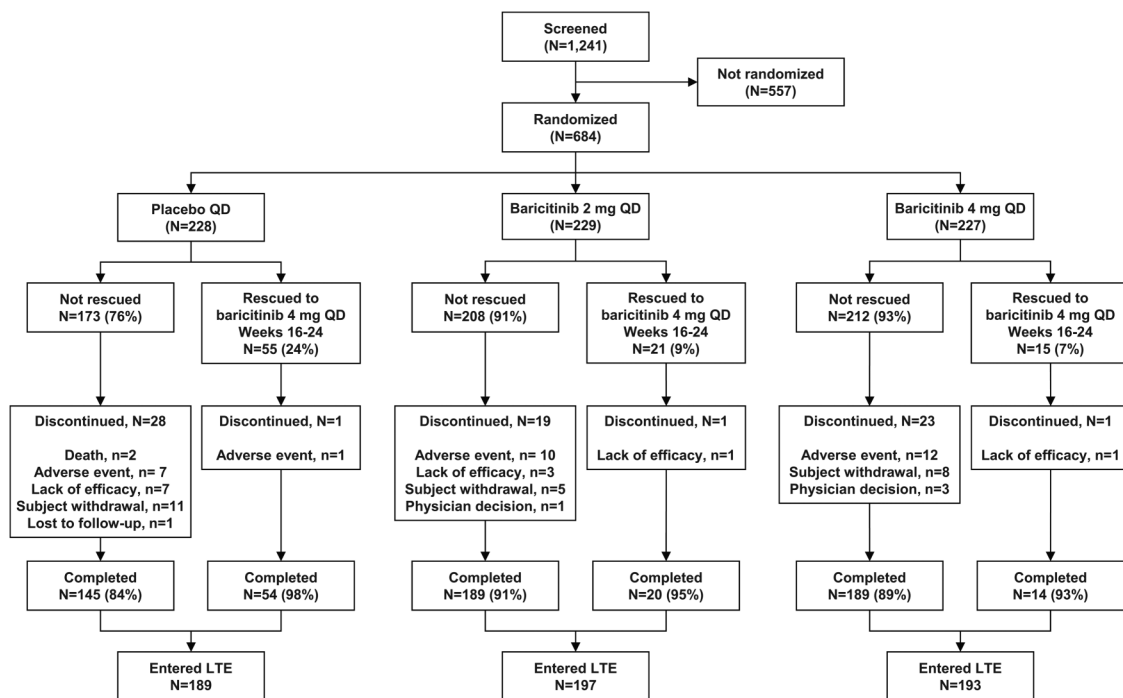 Screened
(N=1,241)
Not randomized
(N=557)
Randomized
(N=684)
Placebo QD
(N=228)
Baricitinib 2 mg QD
(N=229)
Baricitinib 4 mg QD
(N=227)
Not rescued
N=173 (76%)
Rescued to
baricitinib 4 mg QD
Weeks 16-24
N=55 (24%)
Not rescued
N=208 (91%)
Rescued to
baricitinib 4 mg QD
Weeks 16-24
N=21 (9%)
Not rescued
N=212 (93%)
Rescued to
baricitinib 4 mg QD
Weeks 16-24
N=15 (7%)
Discontinued, N=28
Death, n=2
Adverse event, n= 7
Lack of efficacy, n=7
Subject withdrawal, n=11
Lost to follow-up, n=1
Discontinued, N=1
Adverse event, n=1
Discontinued, N=19
Adverse event, n= 10
Lack of efficacy, n=3
Subject withdrawal, n=5
Physician decision, n=1
Discontinued, N=1
Lack of efficacy, n=1
Discontinued, N=23
Adverse event, n=12
Subject withdrawal, n=8
Physician decision, n=3
Discontinued, N=1
Lack of efficacy, n=1
Completed
N=145 (84%)
Completed
N=54 (98%)
Completed
N=189 (91%)
Completed
N=20 (95%)
Completed
N=189 (89%)
Completed
N=14 (93%)
Entered LTE
N=189
Entered LTE
N=197
Entered LTE
N=193